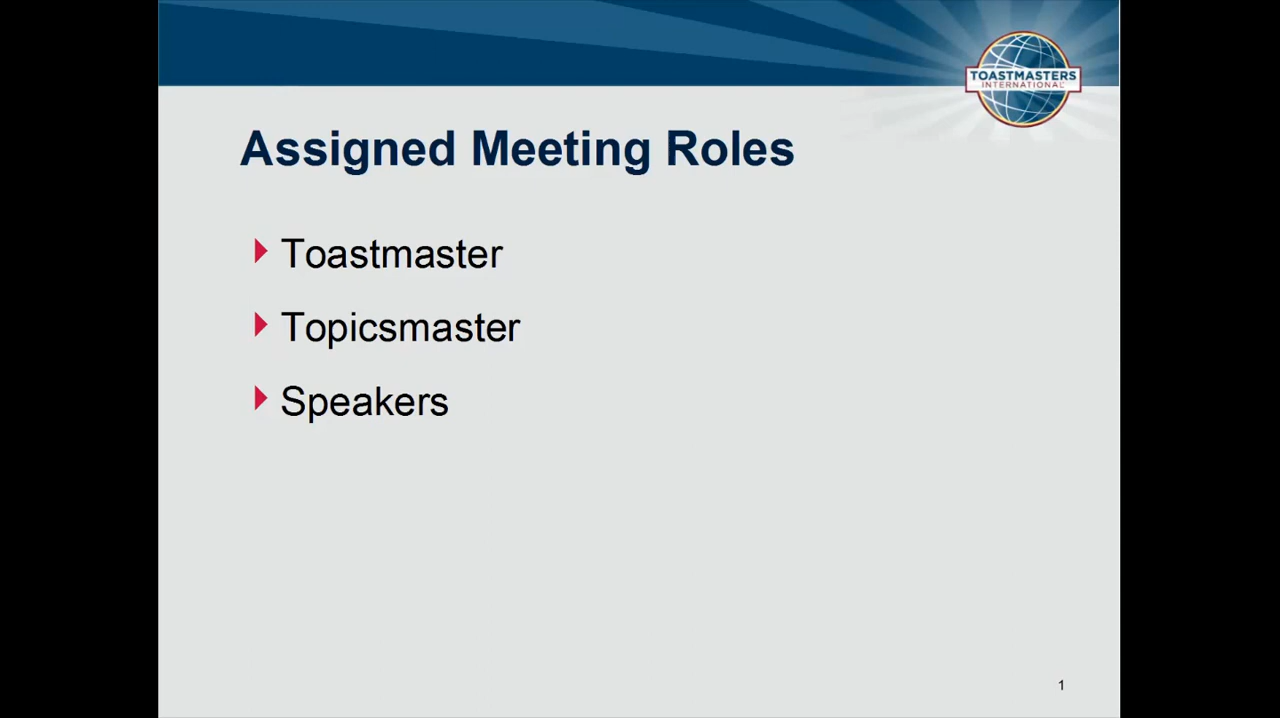 TOASTMASTERS
INTERNATIONAL
Assigned Meeting Roles
Toastmaster
Topicsmaster
Speakers
1